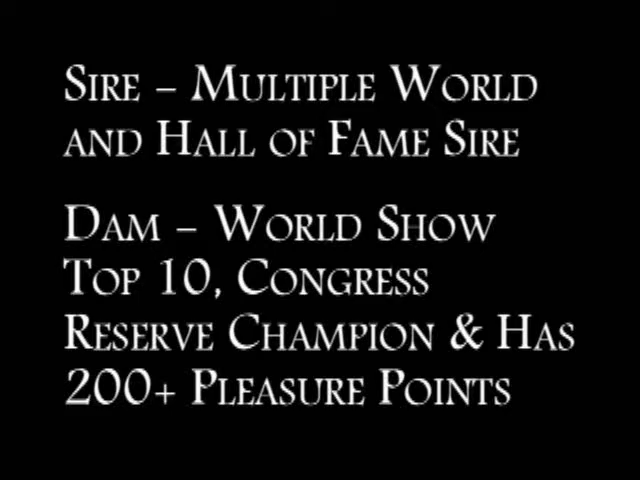 Sire – Multiple World
and Hall of Fame Sire
Dam – World Show
Top 10, Congress
Reserve Champion & Has
200+ Pleasure Points